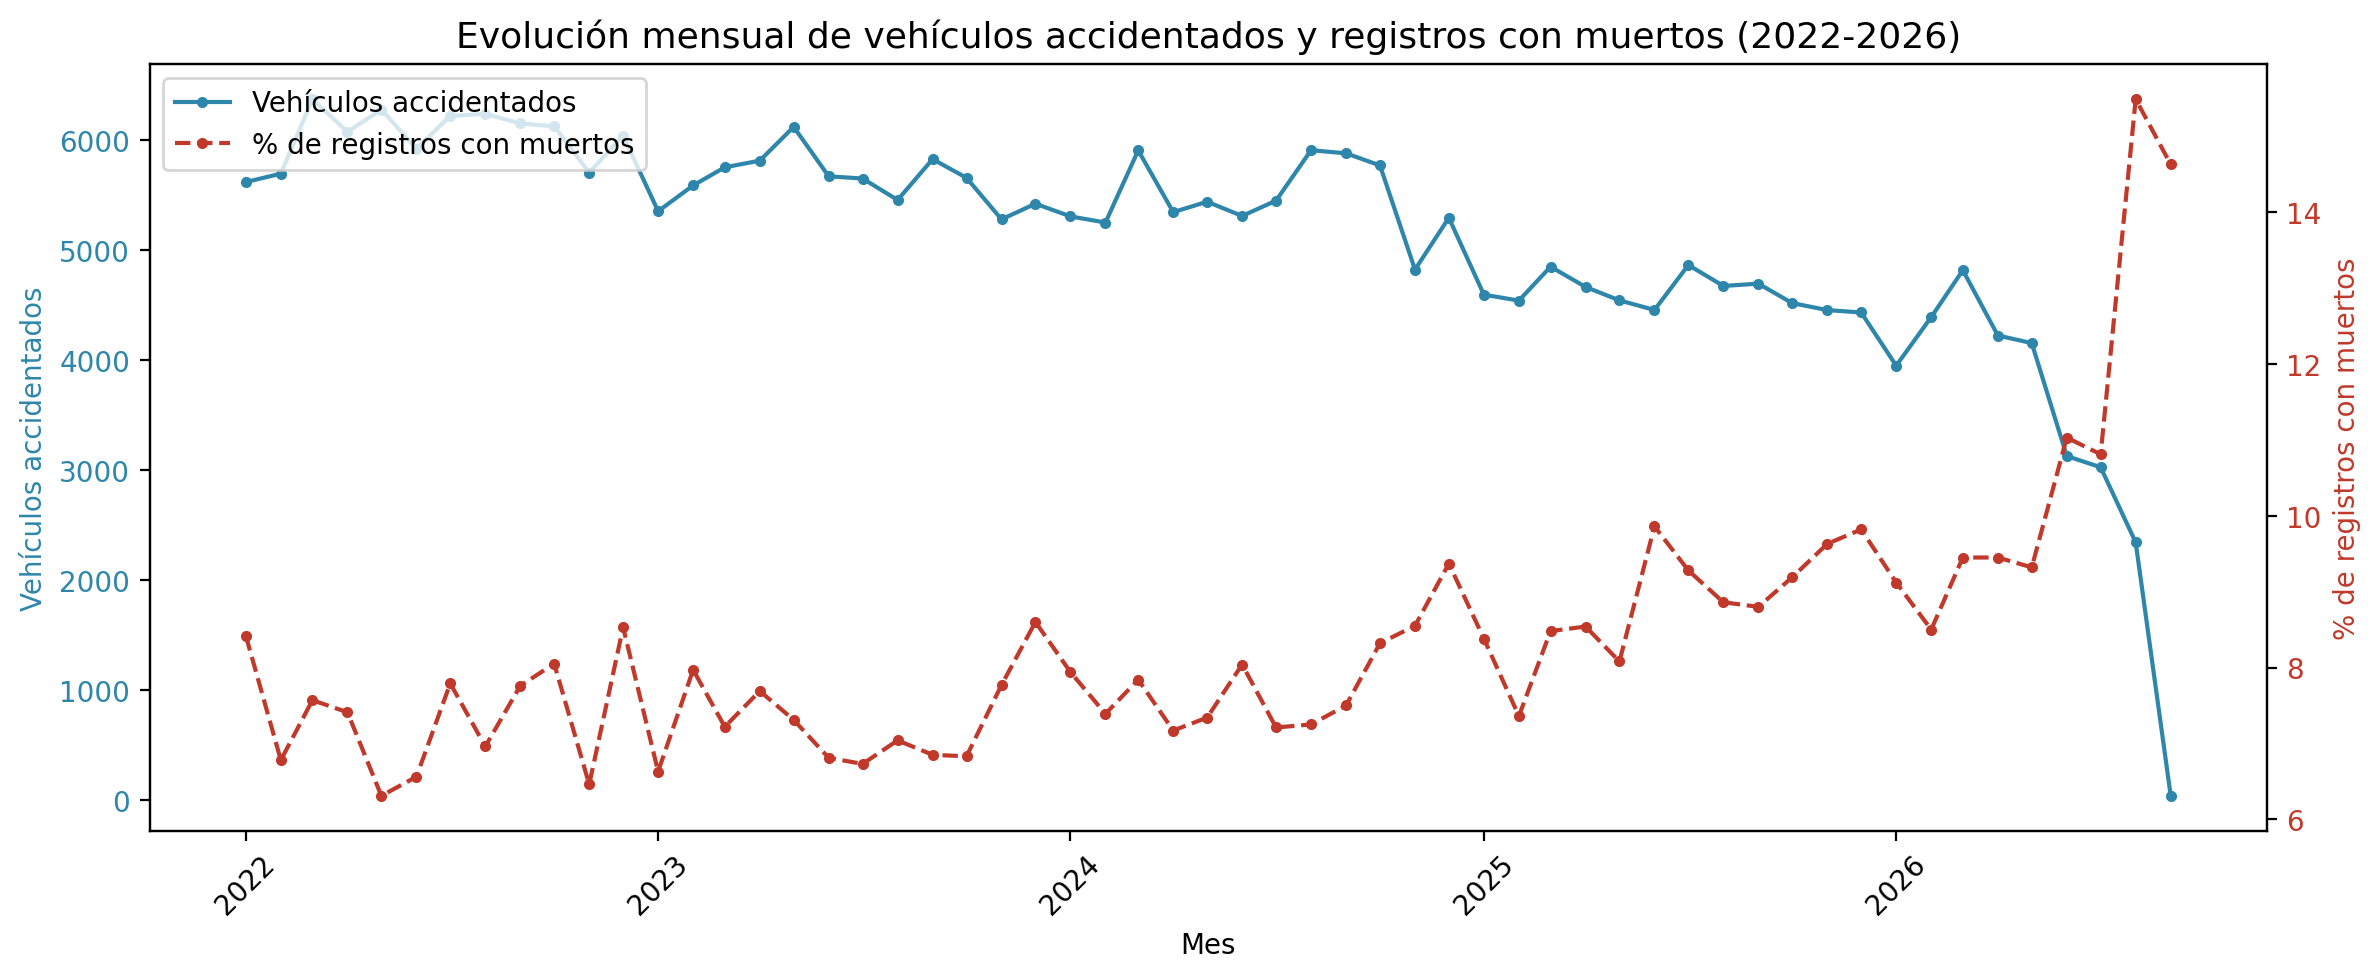 Evolución mensual de vehículos accidentados y registros con muertos (2022-2026)
Vehículos accidentados
% de registros con muertos
Vehículos accidentados
6000
5000
4000
3000
2000
1000
0
14
12
10
8
6
% de registros con muertos
2022
2023
2024
2025
2026
Mes